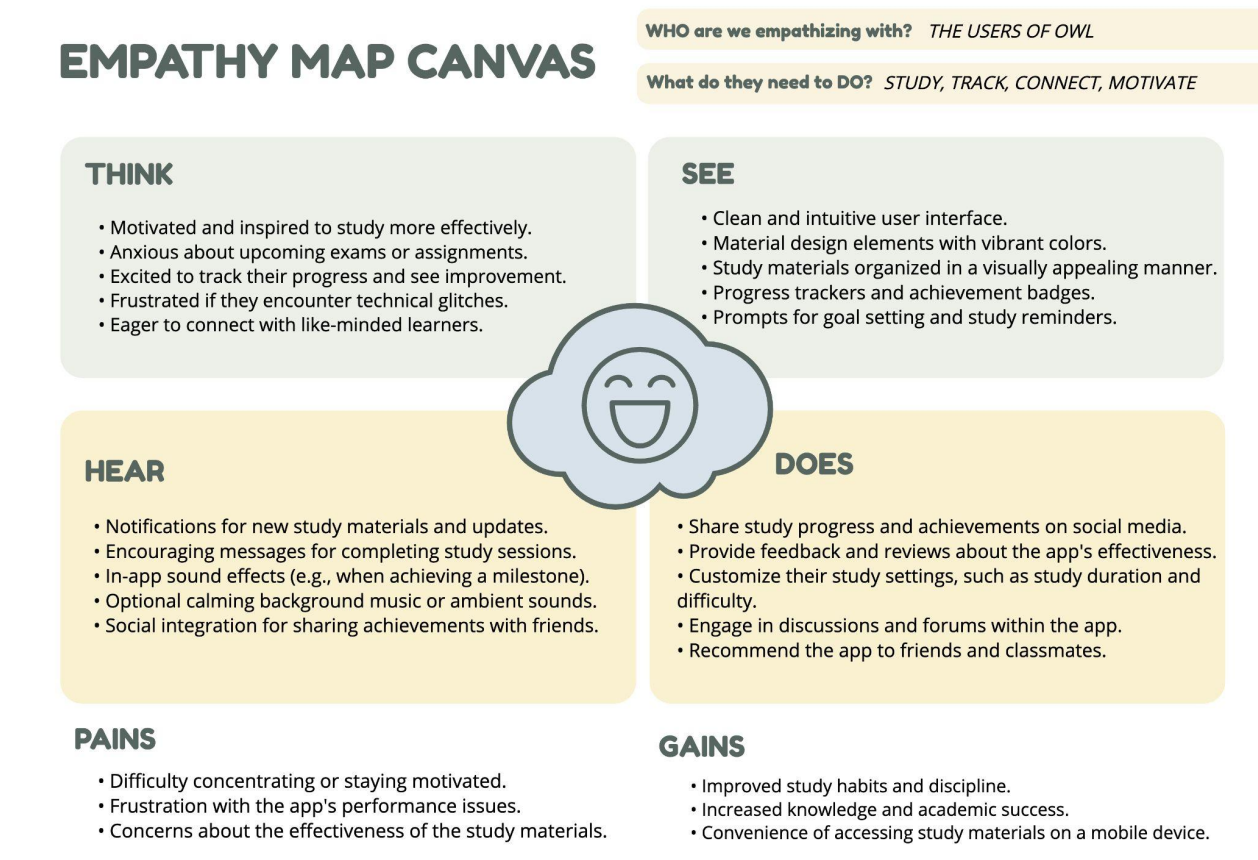 EMPATHY MAP CANVAS
WHO are we empathizing with? THE USERS OF OWL
What do they need to DO? STUDY, TRACK, CONNECT, MOTIVATE
THINK
• Motivated and inspired to study more effectively.
• Anxious about upcoming exams or assignments.
• Excited to track their progress and see improvement.
• Frustrated if they encounter technical glitches.
• Eager to connect with like-minded learners.
SEE
• Clean and intuitive user interface.
• Material design elements with vibrant colors.
• Study materials organized in a visually appealing manner.
• Progress trackers and achievement badges.
• Prompts for goal setting and study reminders.
HEAR
• Notifications for new study materials and updates.
• Encouraging messages for completing study sessions.
• In-app sound effects (e.g., when achieving a milestone).
• Optional calming background music or ambient sounds.
• Social integration for sharing achievements with friends.
DOES
• Share study progress and achievements on social media.
• Provide feedback and reviews about the app's effectiveness.
• Customize their study settings, such as study duration and
difficulty.
• Engage in discussions and forums within the app.
• Recommend the app to friends and classmates.
PAINS
• Difficulty concentrating or staying motivated.
• Frustration with the app's performance issues.
• Concerns about the effectiveness of the study materials.
GAINS
• Improved study habits and discipline.
• Increased knowledge and academic success.
• Convenience of accessing study materials on a mobile device.